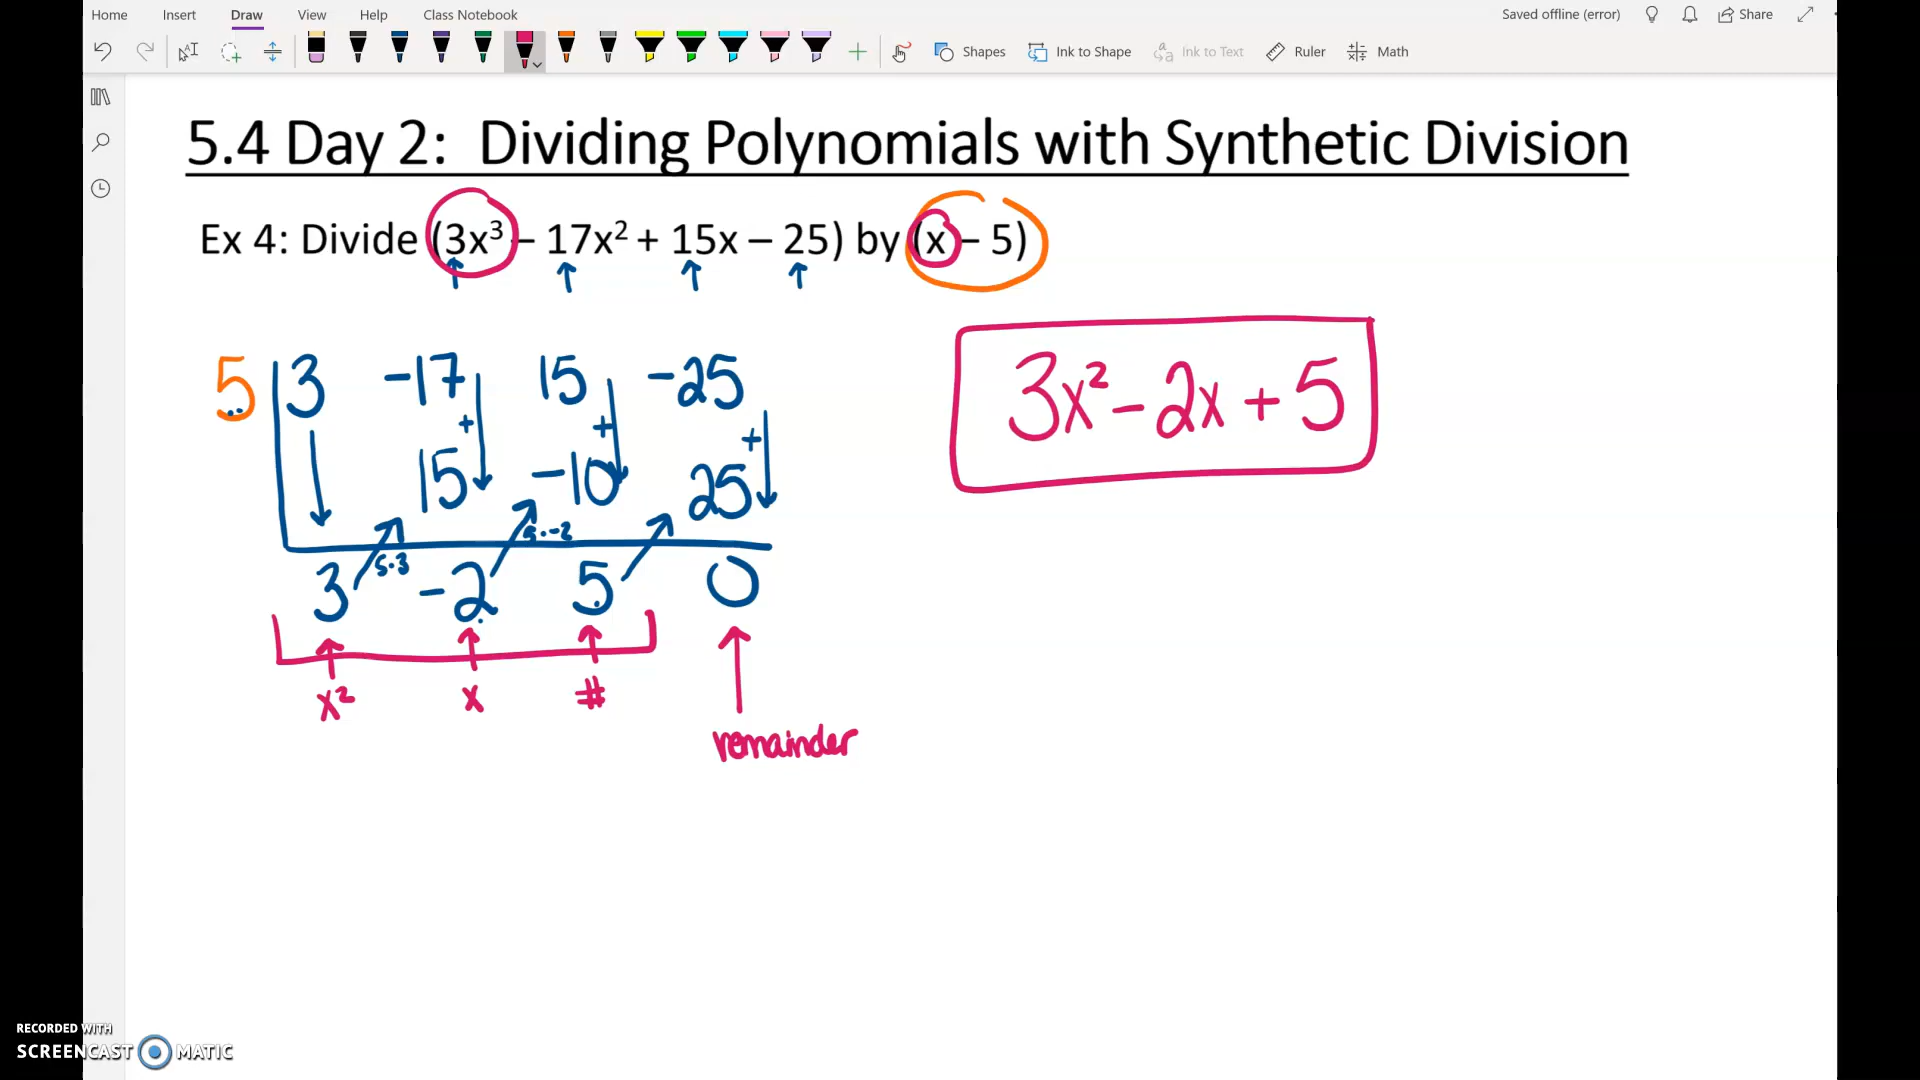 Home Insert Draw View Help Class Notebook Saved offline (error) Share
Shapes Ink to Shape Ink to Text Ruler Math
5.4 Day 2: Dividing Polynomials with Synthetic Division
Ex 4: Divide (3x³ – 17x² + 15x – 25) by (x – 5)
5 3 -17 15 -25
+ + +
15 -10 25
5·3 5·-2
3 -2 5 0
x² x #
remainder
3x² - 2x + 5
RECORDED WITH
SCREENCAST MATIC